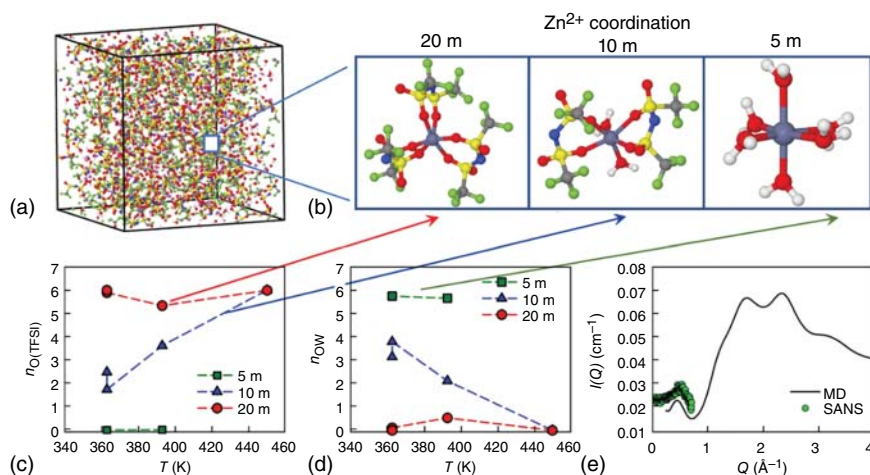 Zn2+ coordination
20 m
10 m
5 m
(a)
(b)
7
6
5
4
3
2
1
0
nO(TFSI)
5 m
10 m
20 m
340 360 380 400 420 440 460
T (K)
(c)
7
6
5
4
3
2
1
0
nOW
5 m
10 m
20 m
340 360 380 400 420 440 460
T (K)
(d)
0.08
0.07
0.06
0.05
0.04
0.03
0.02
0.01
I(Q) (cm−1)
MD
SANS
0 1 2 3 4
Q (Å−1)
(e)